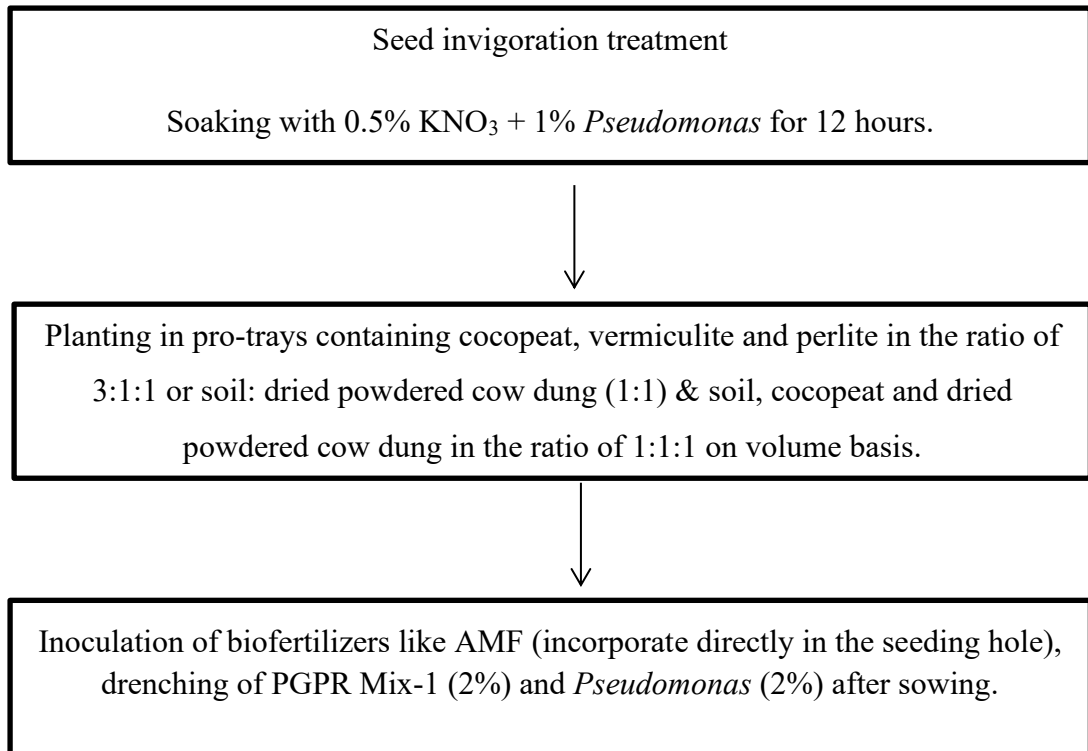 Seed invigoration treatment
Soaking with 0.5% KNO₃ + 1% Pseudomonas for 12 hours.
Planting in pro-trays containing cocopeat, vermiculite and perlite in the ratio of
3:1:1 or soil: dried powdered cow dung (1:1) & soil, cocopeat and dried
powdered cow dung in the ratio of 1:1:1 on volume basis.
Inoculation of biofertilizers like AMF (incorporate directly in the seeding hole),
drenching of PGPR Mix-1 (2%) and Pseudomonas (2%) after sowing.